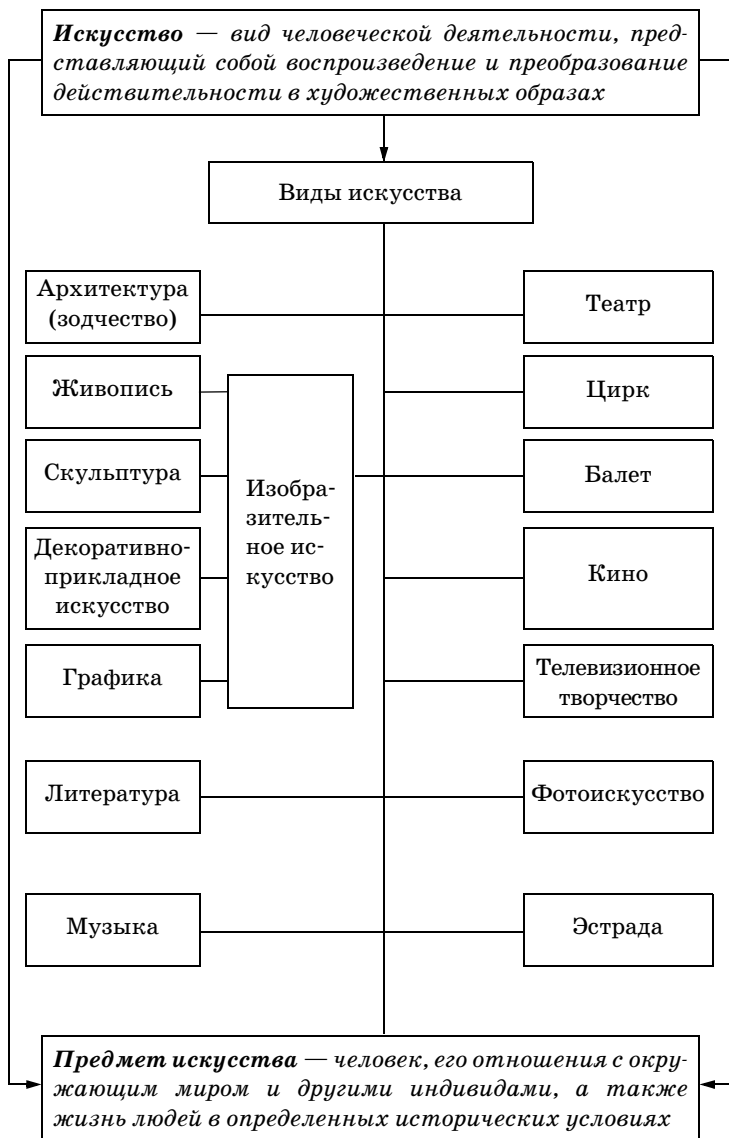 Искусство — вид человеческой деятельности, пред-
ставляющий собой воспроизведение и преобразование
действительности в художественных образах
Виды искусства
Архитектура
(зодчество)
Театр
Живопись
Цирк
Скульптура
Балет
Изобра-
зитель-
ное ис-
кусство
Декоративно-
прикладное
искусство
Кино
Графика
Телевизионное
творчество
Литература
Фотоискусство
Музыка
Эстрада
Предмет искусства — человек, его отношения с окру-
жающим миром и другими индивидами, а также
жизнь людей в определенных исторических условиях